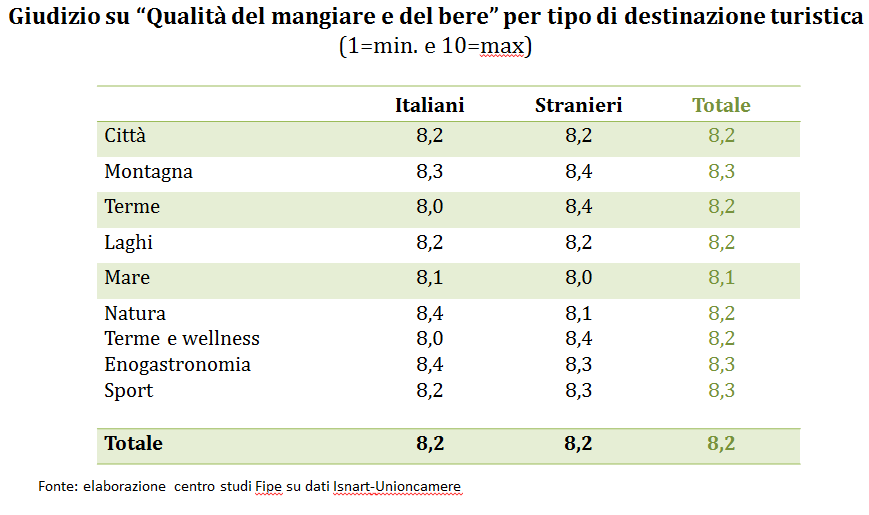 Giudizio su “Qualità del mangiare e del bere” per tipo di destinazione turistica
(1=min. e 10=max)
Italiani Stranieri Totale
Città 8,2 8,2 8,2
Montagna 8,3 8,4 8,3
Terme 8,0 8,4 8,2
Laghi 8,2 8,2 8,2
Mare 8,1 8,0 8,1
Natura 8,4 8,1 8,2
Terme e wellness 8,0 8,4 8,2
Enogastronomia 8,4 8,3 8,3
Sport 8,2 8,3 8,3
Totale 8,2 8,2 8,2
Fonte: elaborazione centro studi Fipe su dati Isnart-Unioncamere